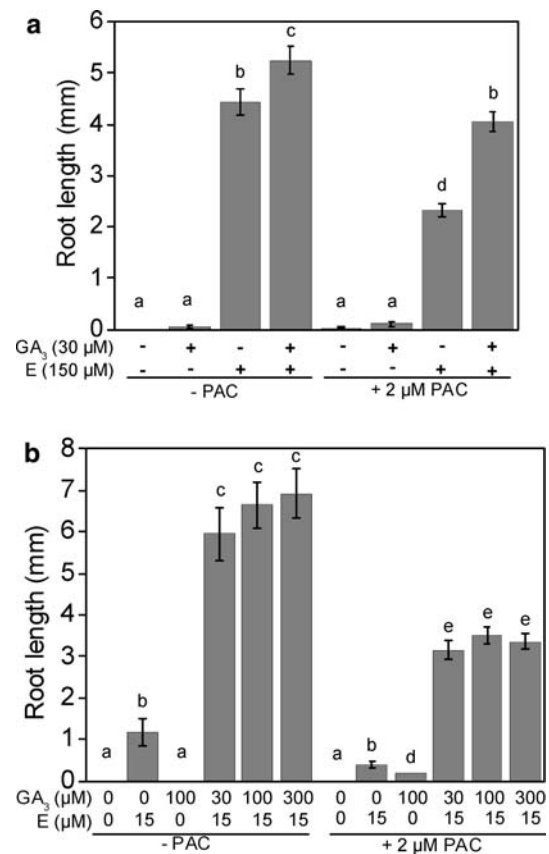 a
Root length (mm)
6
5
4
3
2
1
0
a a b c a a d b
GA₃ (30 µM) - + - + - + - +
E (150 µM) - - + + - - + +
- PAC + 2 µM PAC
b
Root length (mm)
8
7
6
5
4
3
2
1
0
a b a c c c a b d e e e
GA₃ (µM) 0 0 100 30 100 300 0 0 100 30 100 300
E (µM) 0 15 0 15 15 15 0 15 0 15 15 15
- PAC + 2 µM PAC